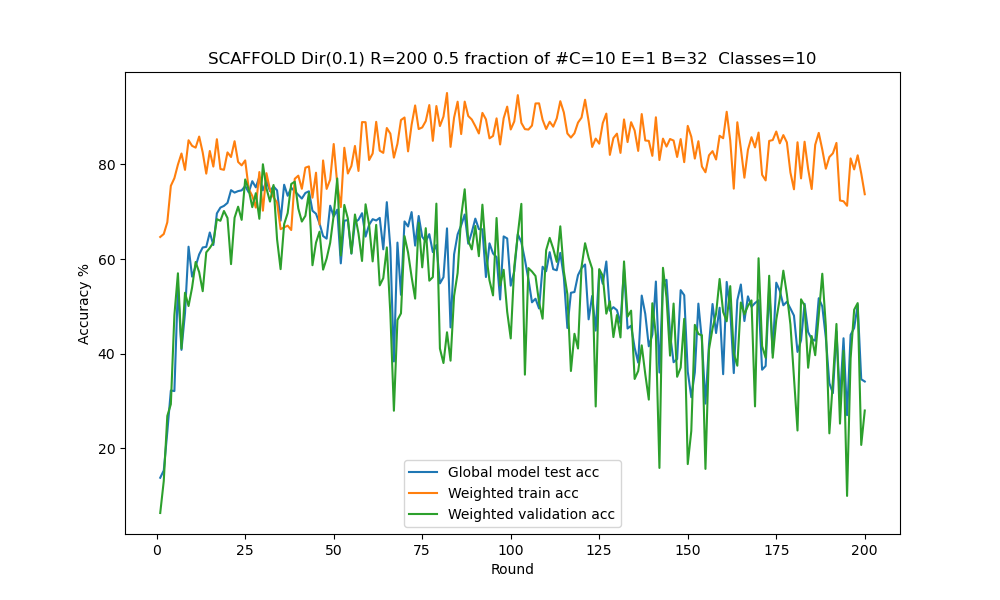 SCAFFOLD Dir(0.1) R=200 0.5 fraction of #C=10 E=1 B=32  Classes=10
Accuracy %
80
60
40
20
Global model test acc
Weighted train acc
Weighted validation acc
0 25 50 75 100 125 150 175 200
Round